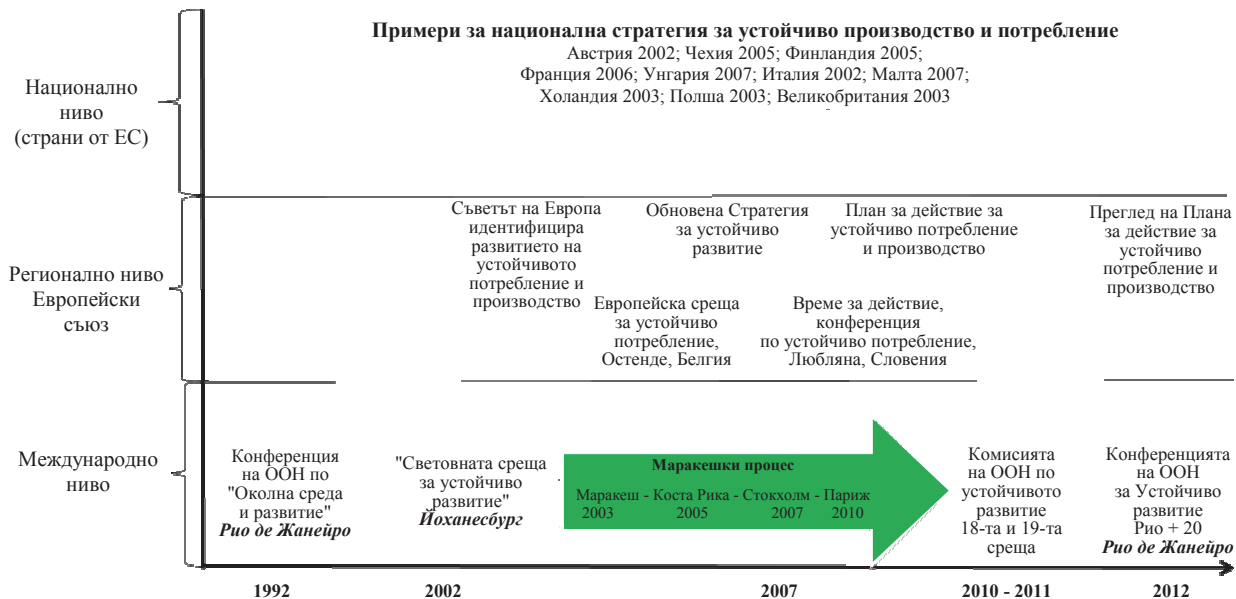 Примери за национална стратегия за устойчиво производство и потребление
Австрия 2002; Чехия 2005; Финландия 2005;
Франция 2006; Унгария 2007; Италия 2002; Малта 2007;
Холандия 2003; Полша 2003; Великобритания 2003
Национално
ниво
(страни от ЕС)
Регионално ниво
Европейски
съюз
Съветът на Европа
идентифицира
развитието на
устойчивото
потребление и
производство
Обновена Стратегия
за устойчиво
развитие
План за действие за
устойчиво потребление
и производство
Преглед на Плана
за действие за
устойчиво
потребление и
производство
Европейска среща
за устойчиво
потребление,
Остенде, Белгия
Време за действие,
конференция
по устойчиво потребление,
Любляна, Словения
Международно
ниво
Конференция
на ООН по
"Околна среда
и развитие"
Рио де Жанейро
"Световната среща
за устойчиво
развитие"
Йоханесбург
Маракешки процес
Маракеш - Коста Рика - Стокхолм - Париж
2003 2005 2007 2010
Комисията
на ООН по
устойчивото
развитие
18-та и 19-та
среща
Конференцията
на ООН
за Устойчиво
развитие
Рио + 20
Рио де Жанейро
1992 2002 2007 2010 - 2011 2012